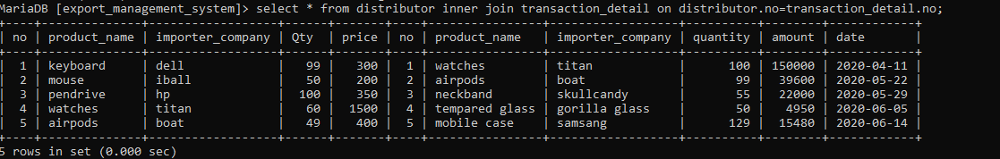 MariaDB [export_management_system]> select * from distributor inner join transaction_detail on distributor.no=transaction_detail.no;
+----+--------------+------------------+------+-------+----+----------------+------------------+----------+--------+------------+
| no | product_name | importer_company | Qty  | price | no | product_name   | importer_company | quantity | amount | date       |
+----+--------------+------------------+------+-------+----+----------------+------------------+----------+--------+------------+
|  1 | keyboard     | dell             |   99 |   300 |  1 | watches        | titan            |      100 | 150000 | 2020-04-11 |
|  2 | mouse        | iball            |   50 |   200 |  2 | airpods        | boat             |       99 |  39600 | 2020-05-22 |
|  3 | pendrive     | hp               |  100 |   350 |  3 | neckband       | skullcandy       |       55 |  22000 | 2020-05-29 |
|  4 | watches      | titan            |   60 |  1500 |  4 | tempared glass | gorilla glass    |       50 |   4950 | 2020-06-05 |
|  5 | airpods      | boat             |   49 |   400 |  5 | mobile case    | samsang          |      129 |  15480 | 2020-06-14 |
+----+--------------+------------------+------+-------+----+----------------+------------------+----------+--------+------------+
5 rows in set (0.000 sec)